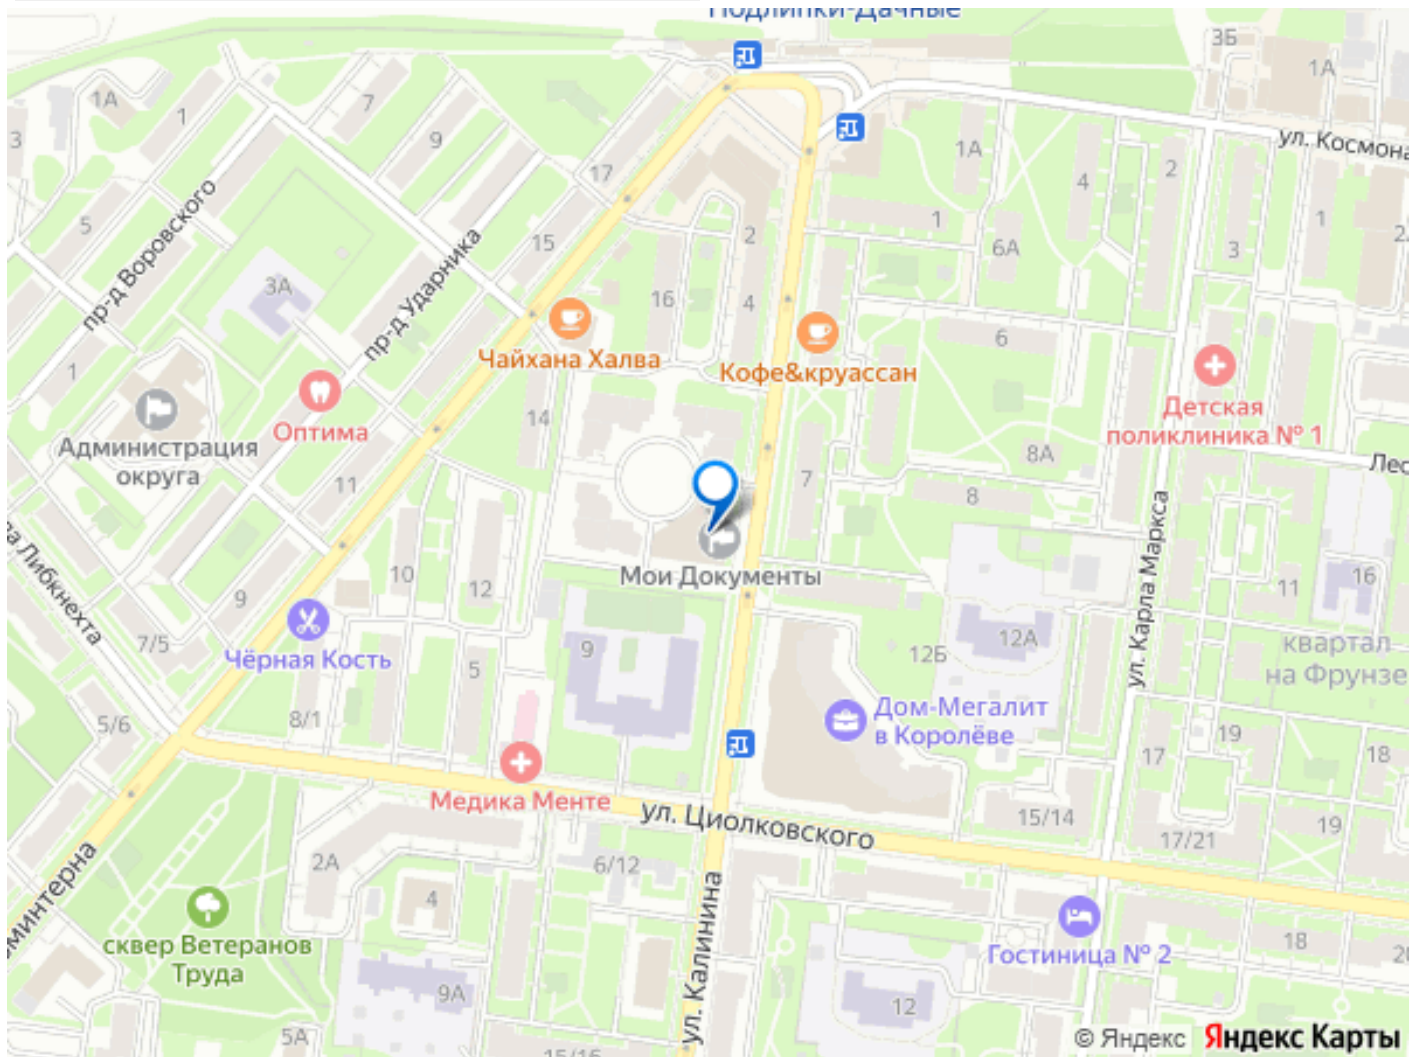 Подлипки-Дачные
3Б
1А
1А
7
1
9
3
ул. Космона
17
1А
4
2
1
5
15
2
1
6А
3
пр-д Воровского
3А
пр-д Ударника
16
4
6
Чайхана Халва
Кофе&круассан
1
Оптима
14
Детская
поликлиника № 1
Администрация
округа
8А
Лес
11
7
8
Мои Документы
10
12
9
11
16
ул. Карла Маркса
7/5
Чёрная Кость
9
12Б
12А
квартал
на Фрунзе
5
5/6
8/1
Дом-Мегалит
в Королёве
17
19
18
Медика Менте
ул. Циолковского
15/14
17/21
19
2А
6/12
4
сквер Ветеранов
Труда
ул. Калинина
Гостиница № 2
18
9А
12
5А
15/16
© Яндекс Яндекс Карты